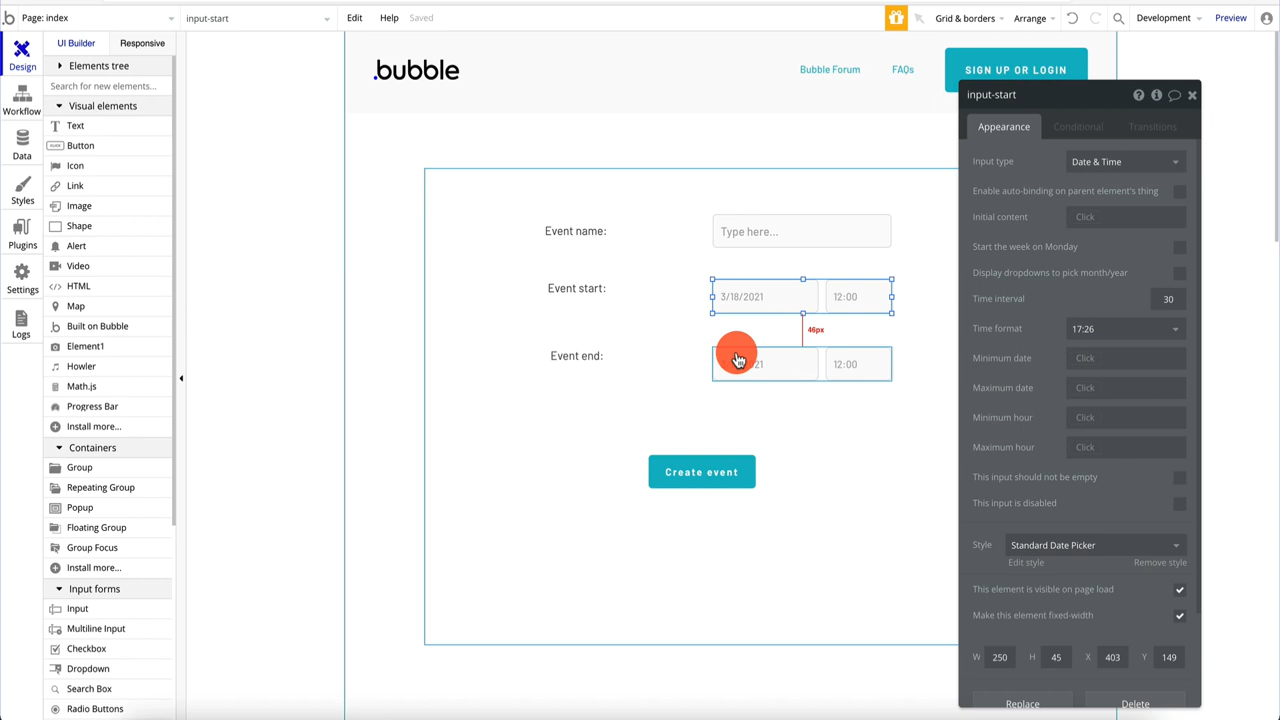 Page: index
input-start
Edit
Help
Saved
Grid & borders
Arrange
Development
Preview
Design
Workflow
Data
Styles
Plugins
Settings
Logs
UI Builder
Responsive
Elements tree
Search for new elements...
Visual elements
Text
CLICK
Button
Icon
Link
Image
Shape
Alert
Video
HTML
Map
Built on Bubble
Element1
Howler
Math.js
Progress Bar
Install more...
Containers
Group
Repeating Group
Popup
Floating Group
Group Focus
Install more...
Input forms
Input
Multiline Input
Checkbox
Dropdown
Search Box
Radio Buttons
.bubble
Bubble Forum
FAQs
SIGN UP OR LOGIN
Event name:
Type here...
Event start:
3/18/2021
12:00
46px
Event end:
12:00
Create event
input-start
Appearance
Conditional
Transitions
Input type
Date & Time
Enable auto-binding on parent element's thing
Initial content
Click
Start the week on Monday
Display dropdowns to pick month/year
Time interval
30
Time format
17:26
Minimum date
Click
Maximum date
Click
Minimum hour
Click
Maximum hour
Click
This input should not be empty
This input is disabled
Style
Standard Date Picker
Edit style
Remove style
This element is visible on page load
Make this element fixed-width
W 250 H 45 X 403 Y 149
Replace
Delete